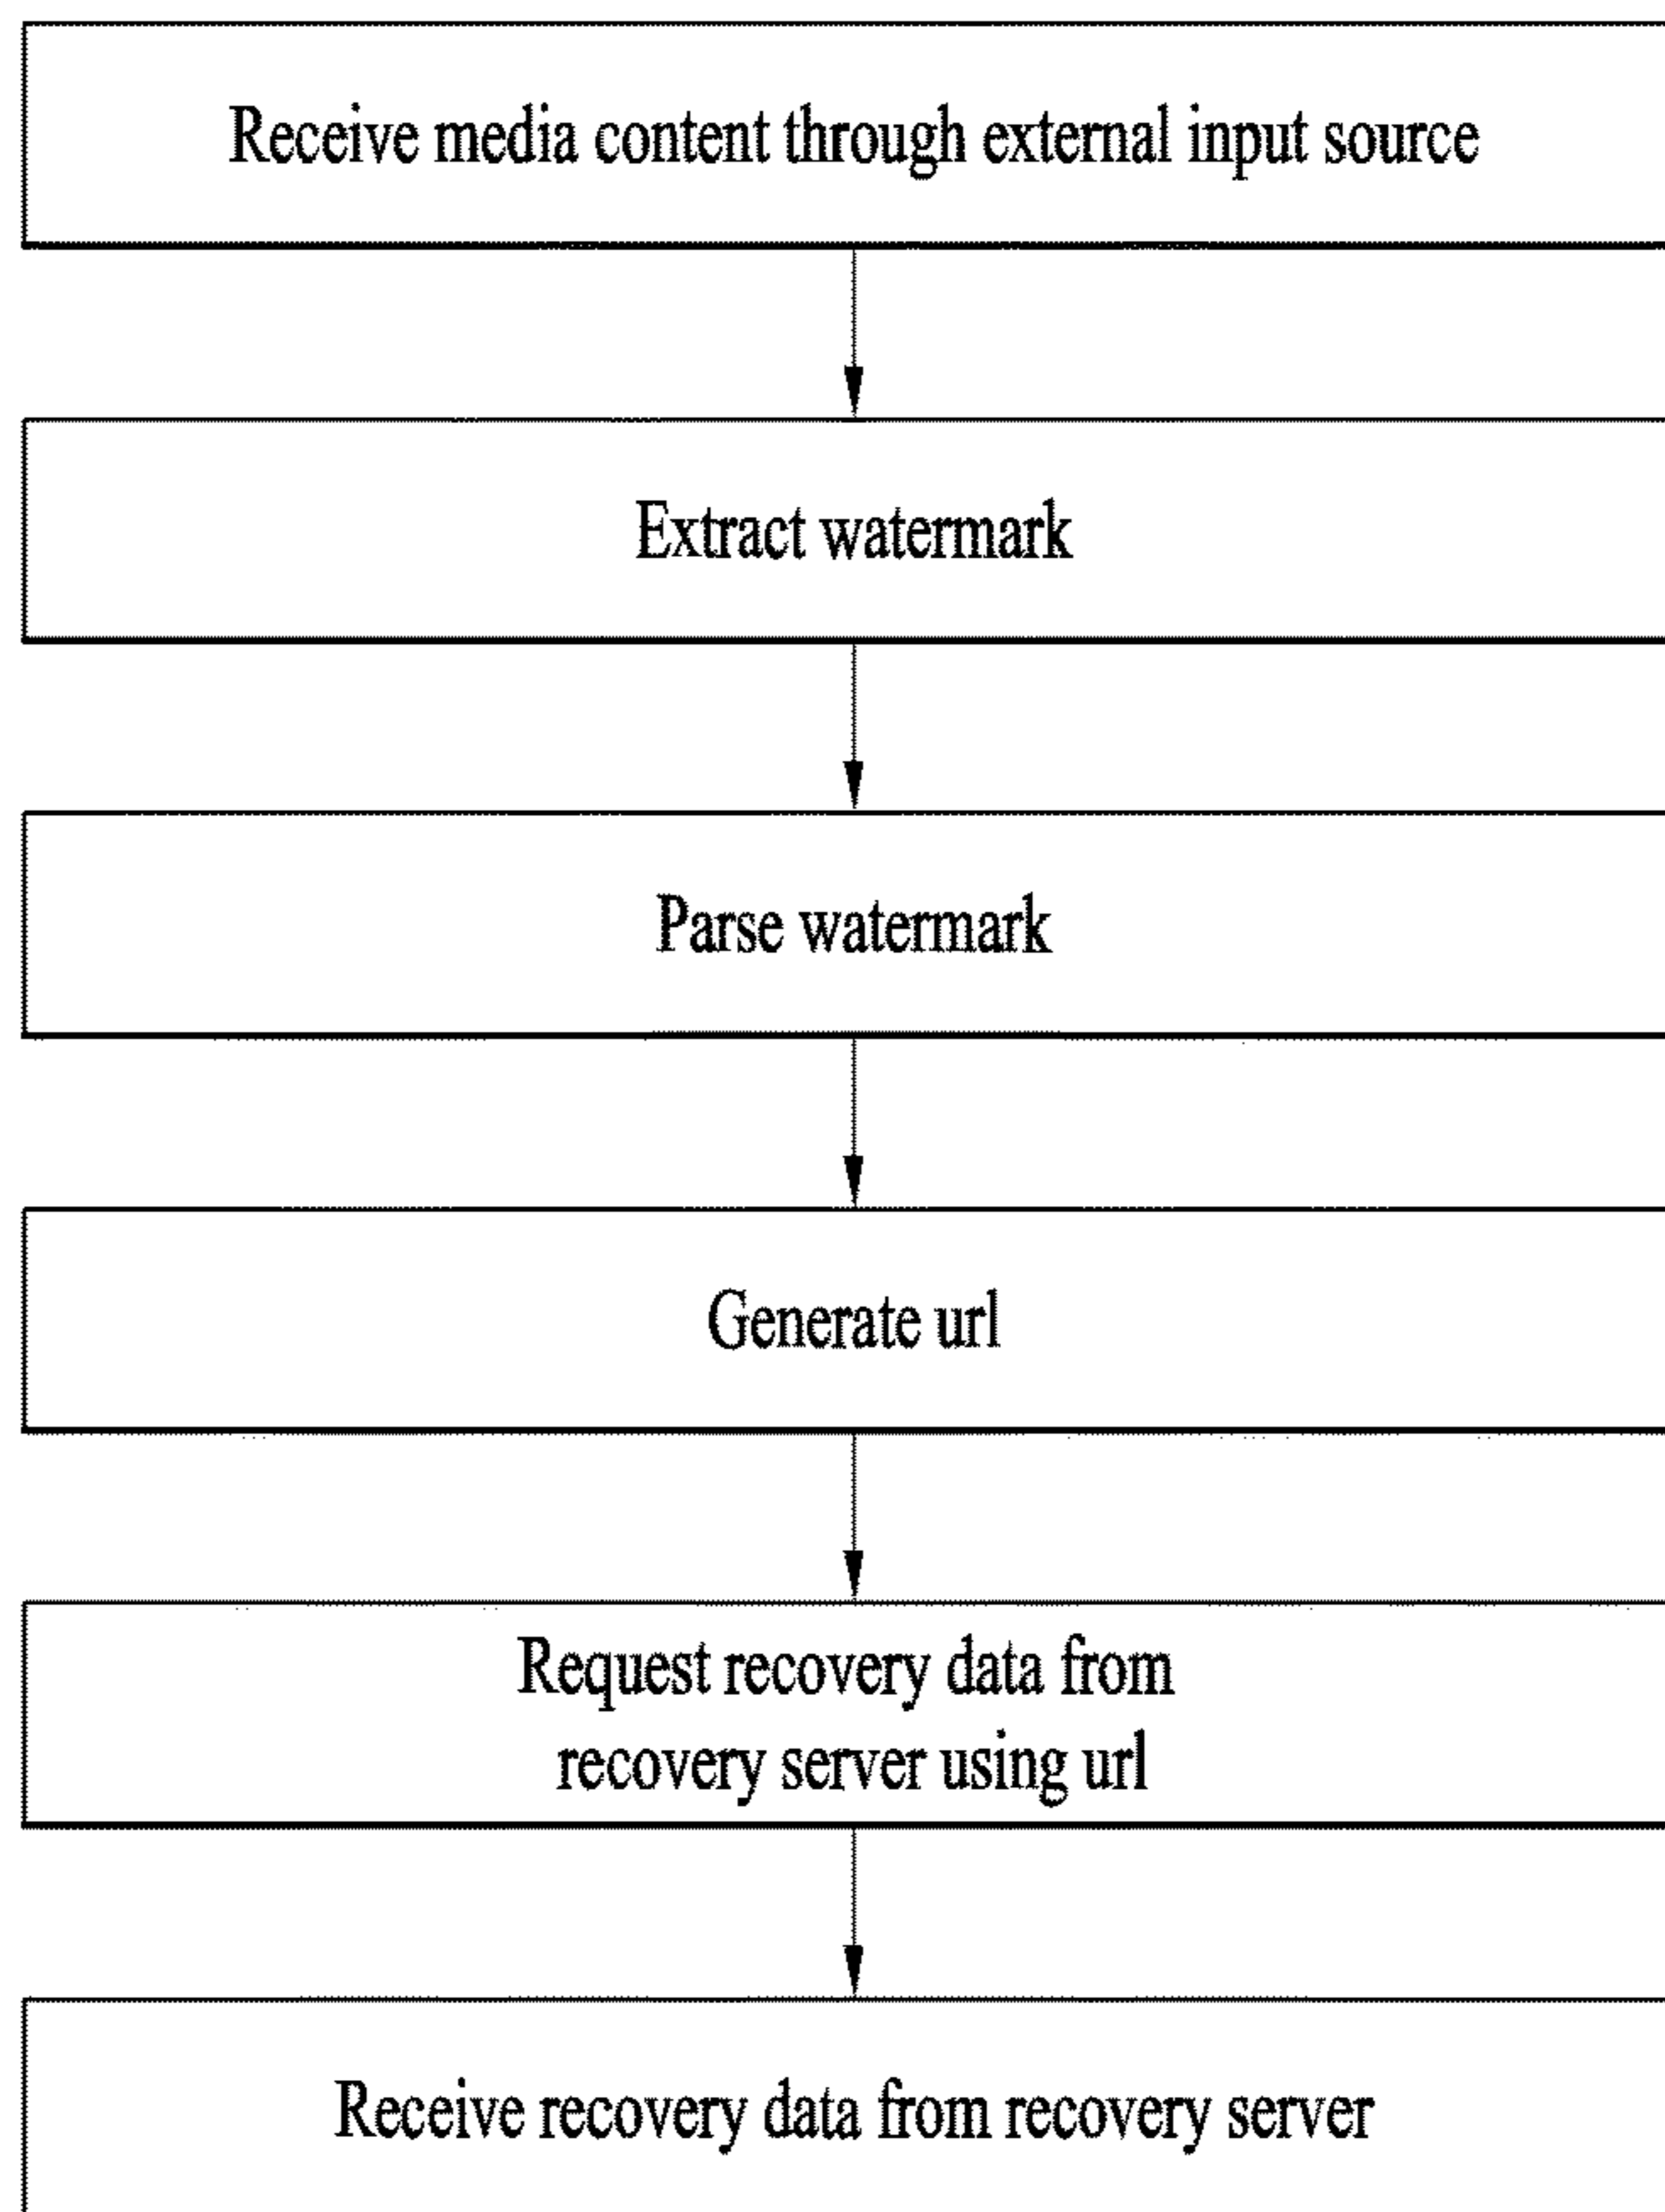 Receive media content through external input source
Extract watermark
Parse watermark
Generate url
Request recovery data from
recovery server using url
Receive recovery data from recovery server